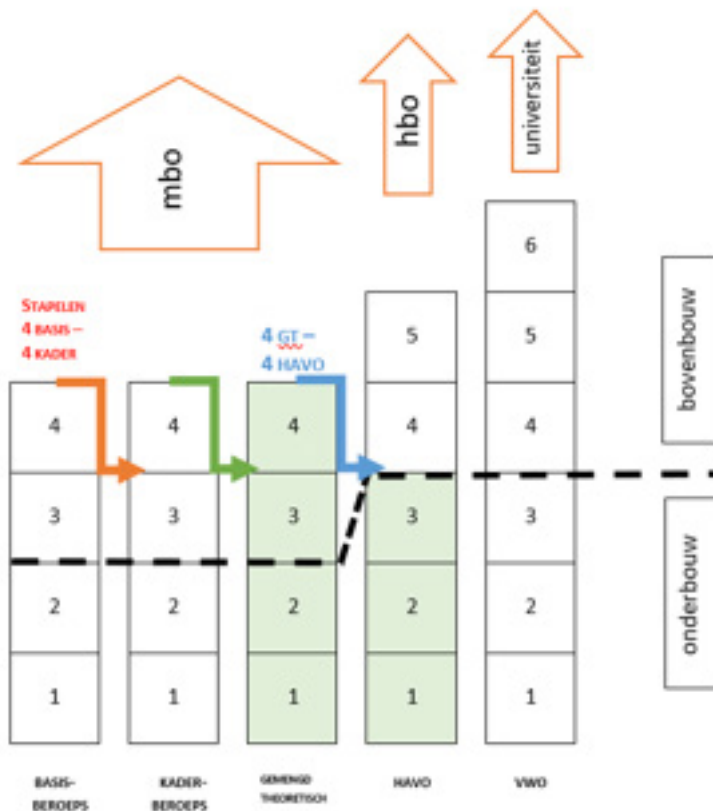 mbo
hbo
universiteit
STAPELEN
4 BASIS –
4 KADER
4 GT –
4 HAVO
6
5
5
4
4
4
4
4
3
3
3
3
3
2
2
2
2
2
1
1
1
1
1
bovenbouw
onderbouw
BASIS-
BEROEPS
KADER-
BEROEPS
GEMENGD
THEORETISCH
HAVO
VWO